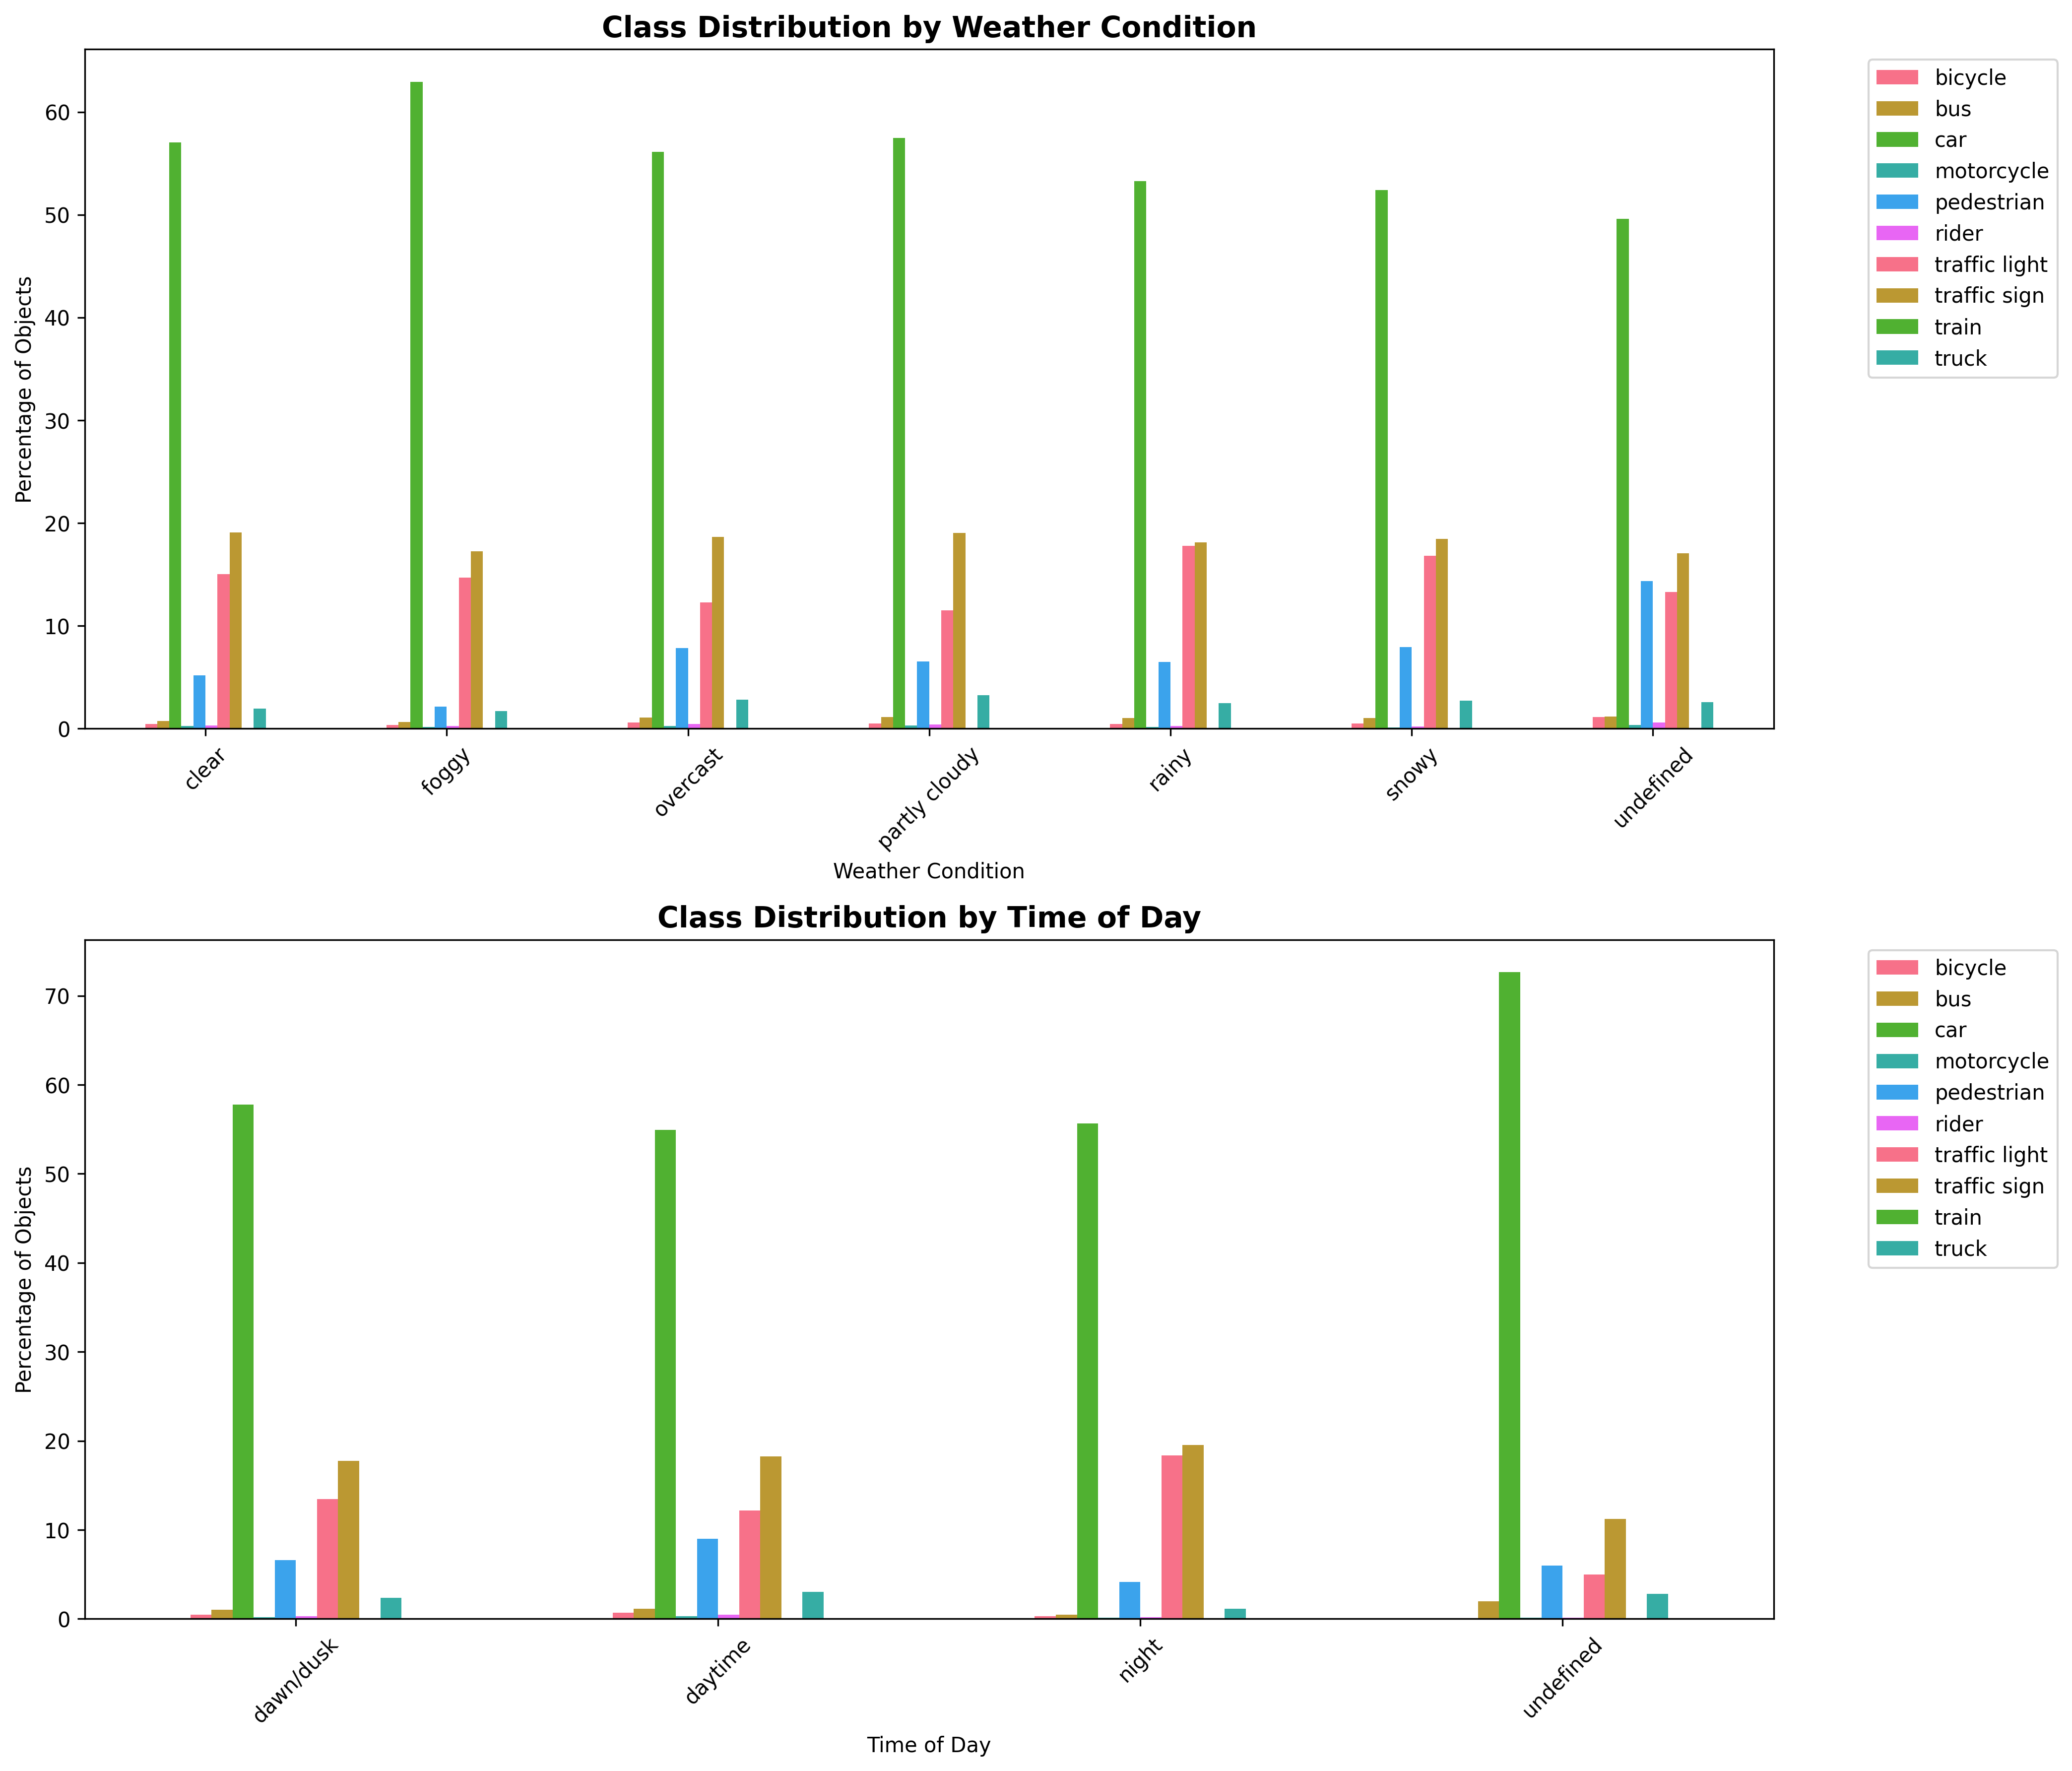 Class Distribution by Weather Condition
Percentage of Objects
60
50
40
30
20
10
0
clear
foggy
overcast
partly cloudy
rainy
snowy
undefined
Weather Condition
bicycle
bus
car
motorcycle
pedestrian
rider
traffic light
traffic sign
train
truck
Class Distribution by Time of Day
Percentage of Objects
70
60
50
40
30
20
10
0
dawn/dusk
daytime
night
undefined
Time of Day
bicycle
bus
car
motorcycle
pedestrian
rider
traffic light
traffic sign
train
truck